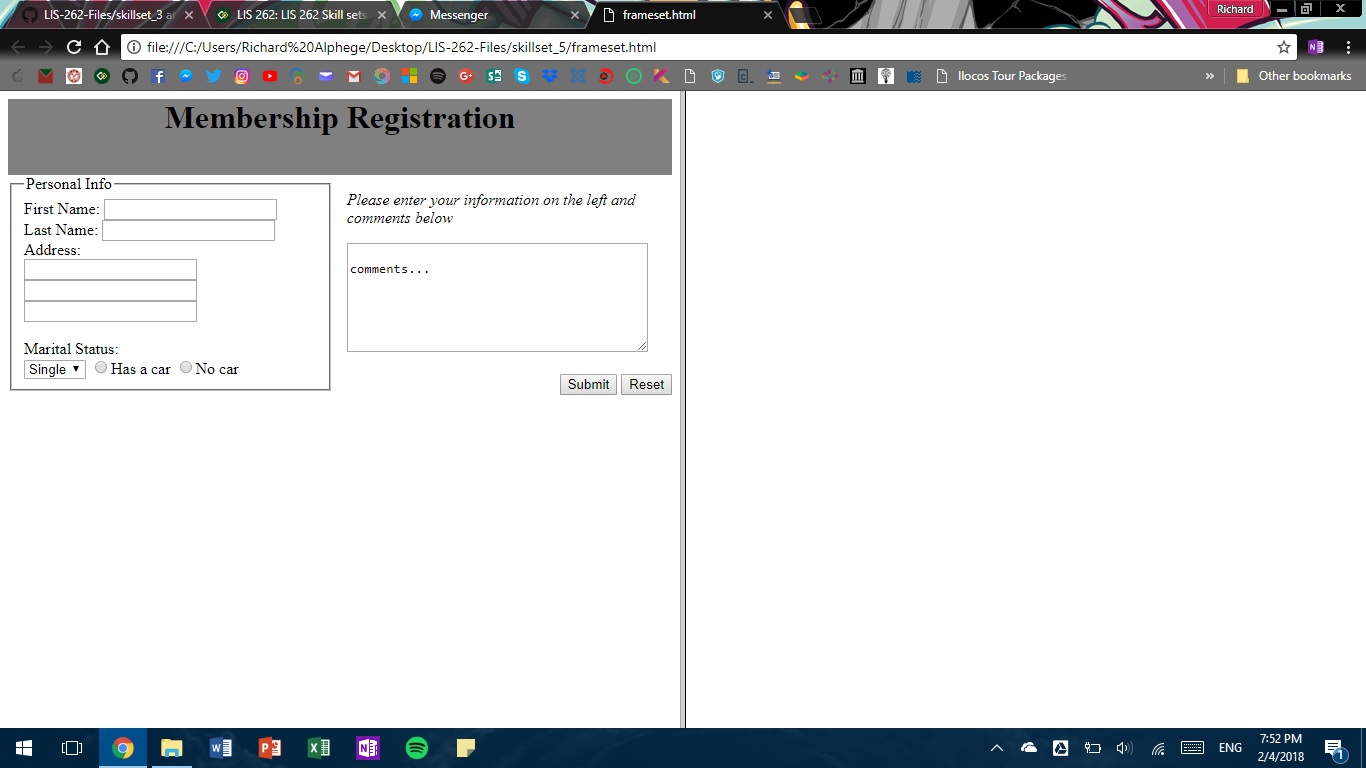 LIS-262-Files/skillset_3 at
LIS 262: LIS 262 Skill sets
Messenger
frameset.html
Richard
file:///C:/Users/Richard%20Alphege/Desktop/LIS-262-Files/skillset_5/frameset.html
Ilocos Tour Packages
»
Other bookmarks
Membership Registration
Personal Info
First Name:
Last Name:
Address:
Marital Status:
Single
Has a car
No car
Please enter your information on the left and
comments below
comments...
Submit
Reset
ENG
7:52 PM
2/4/2018
1